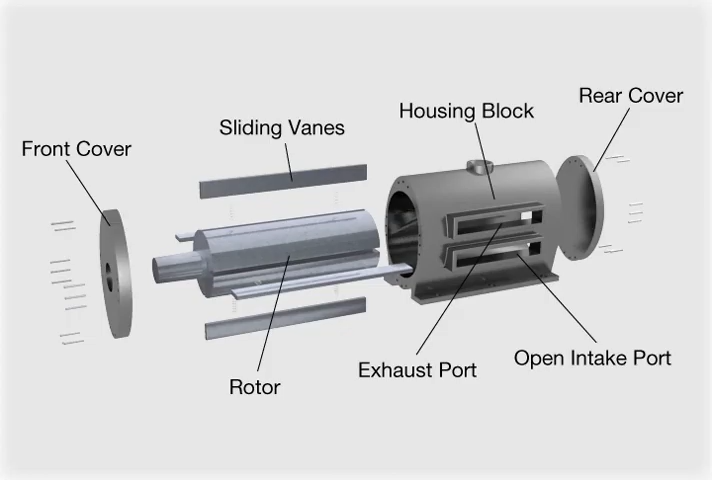 Rear Cover
Housing Block
Sliding Vanes
Front Cover
Exhaust Port
Open Intake Port
Rotor